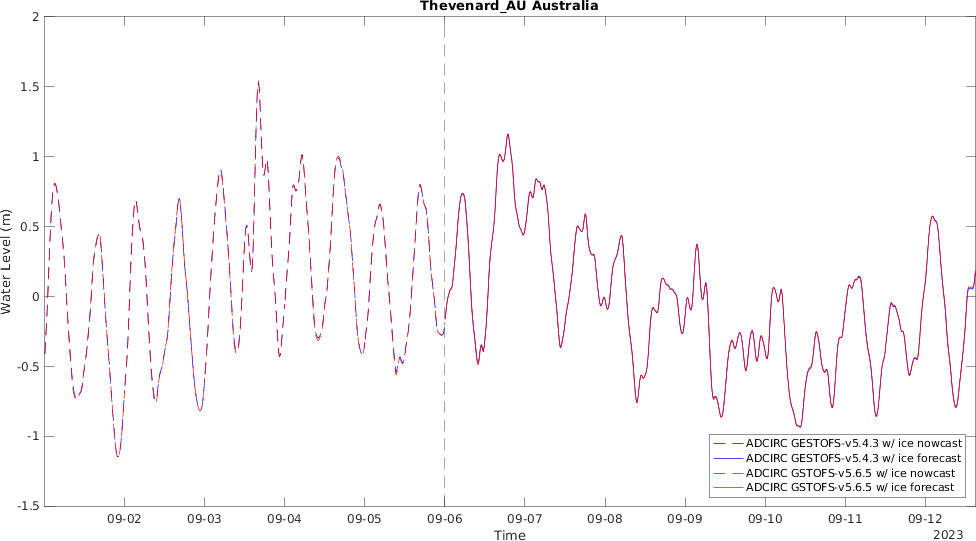 Thevenard_AU Australia
2
1.5
1
0.5
0
-0.5
-1
-1.5
Water Level (m)
ADCIRC GESTOFS-v5.4.3 w/ ice nowcast
ADCIRC GESTOFS-v5.4.3 w/ ice forecast
ADCIRC GSTOFS-v5.6.5 w/ ice nowcast
ADCIRC GSTOFS-v5.6.5 w/ ice forecast
09-02 09-03 09-04 09-05 09-06 09-07 09-08 09-09 09-10 09-11 09-12
Time
2023